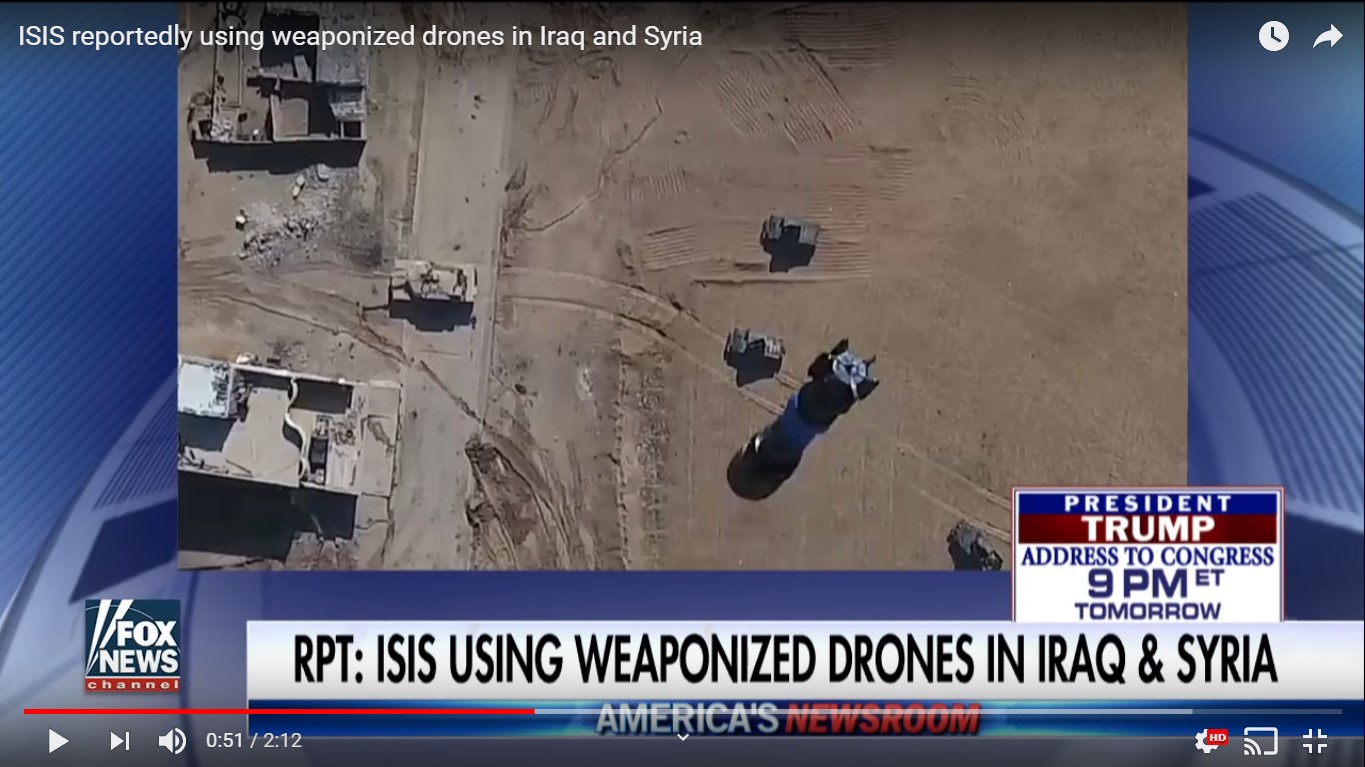 ISIS reportedly using weaponized drones in Iraq and Syria
PRESIDENT
TRUMP
ADDRESS TO CONGRESS
9 PM ET
TOMORROW
FOX
NEWS
channel
RPT: ISIS USING WEAPONIZED DRONES IN IRAQ & SYRIA
AMERICA'S NEWSROOM
0:51 / 2:12
HD